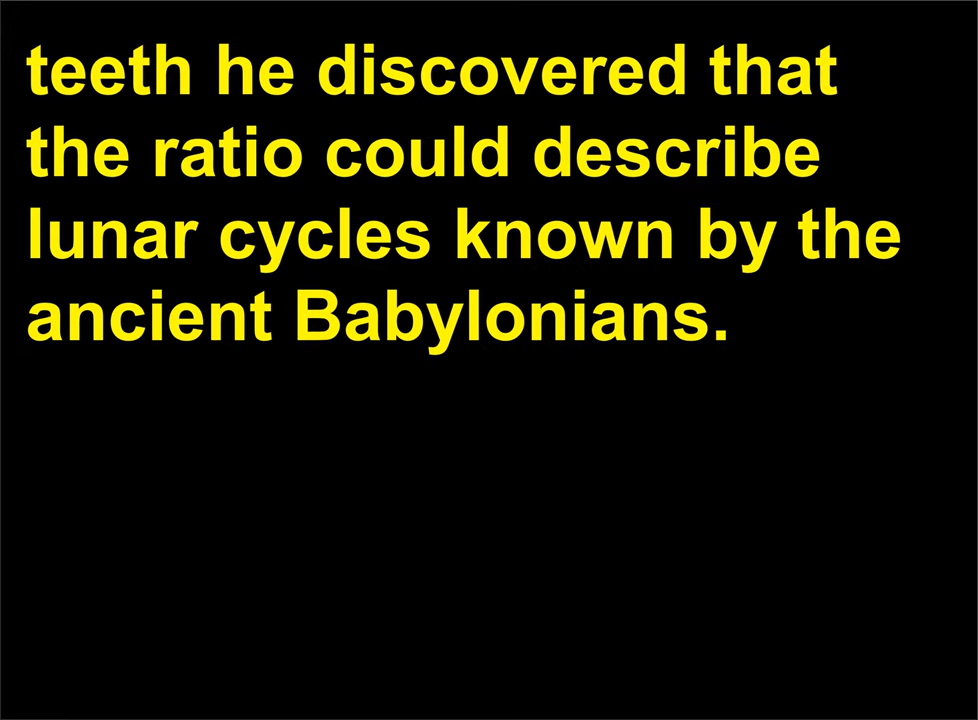 teeth he discovered that
the ratio could describe
lunar cycles known by the
ancient Babylonians.